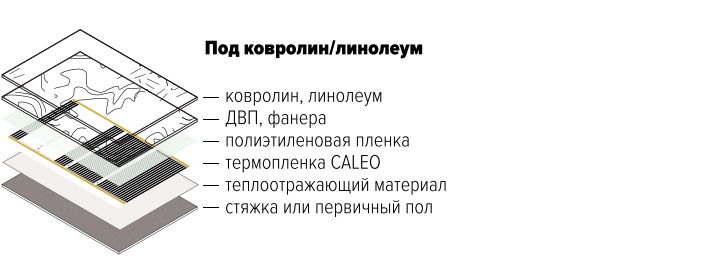 Под ковролин/линолеум
— ковролин, линолеум
— ДВП, фанера
— полиэтиленовая пленка
— термопленка CALEO
— теплоотражающий материал
— стяжка или первичный пол